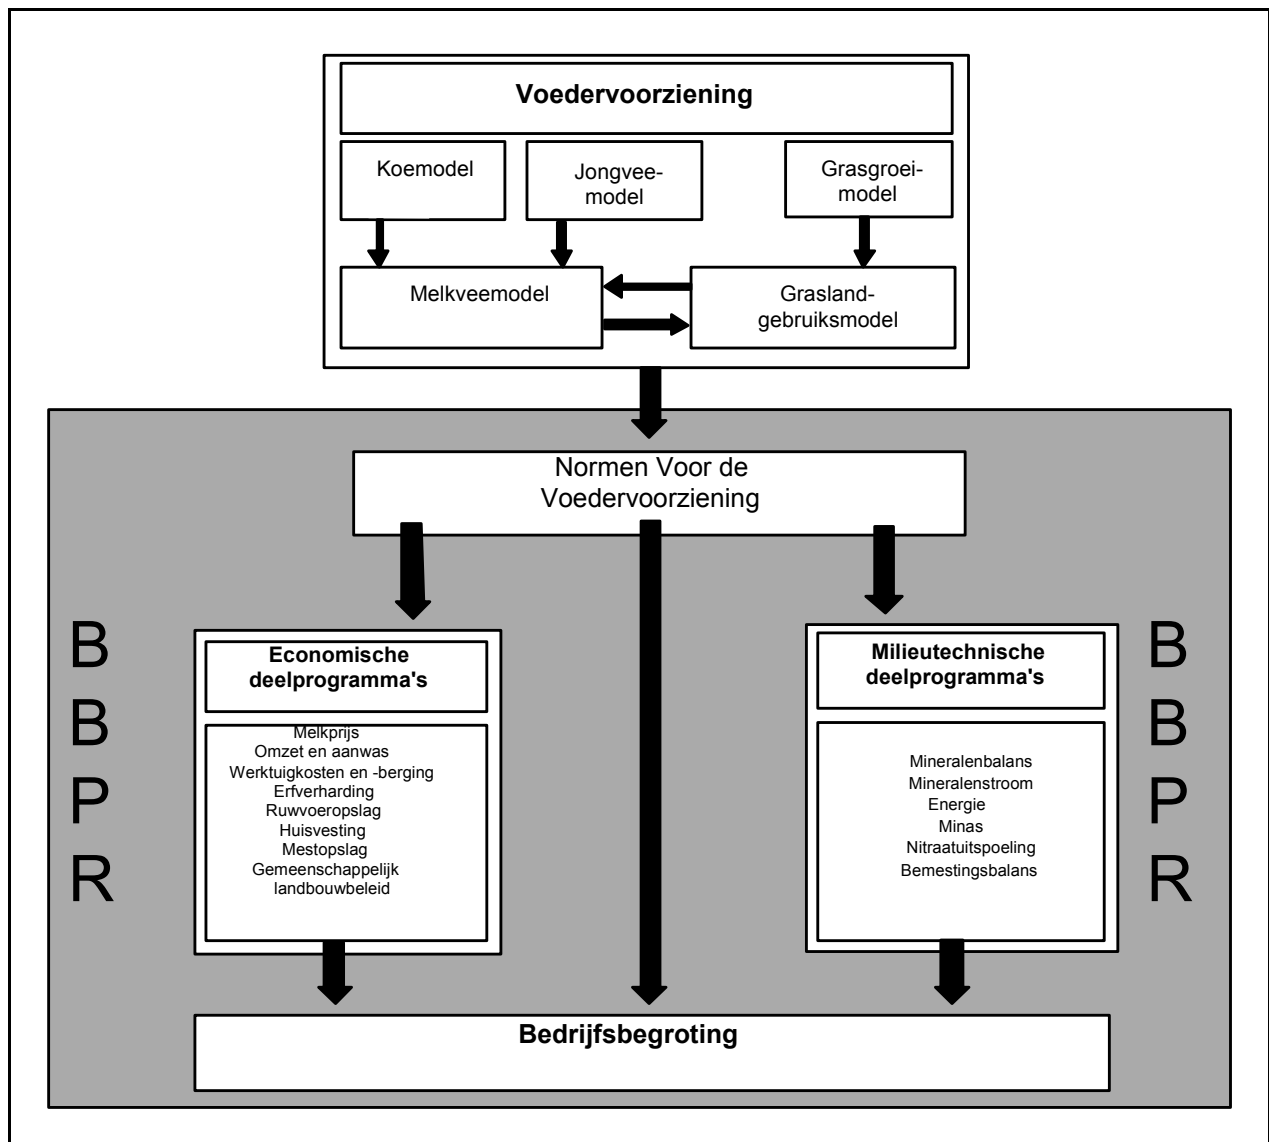 Voedervoorziening
Koemodel
Jongvee-
model
Grasgroei-
model
Melkveemodel
Grasland-
gebruiksmodel
Normen Voor de
Voedervoorziening
B
B
P
R
Economische
deelprogramma's
Melkprijs
Omzet en aanwas
Werktuigkosten en -berging
Erfverharding
Ruwvoeropslag
Huisvesting
Mestopslag
Gemeenschappelijk
landbouwbeleid
Milieutechnische
deelprogramma's
Mineralenbalans
Mineralenstroom
Energie
Minas
Nitraatuitspoeling
Bemestingsbalans
B
B
P
R
Bedrijfsbegroting